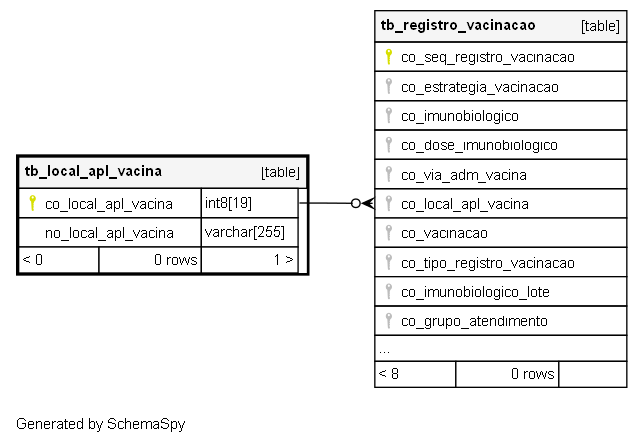 tb_registro_vacinacao [table]
co_seq_registro_vacinacao
co_estrategia_vacinacao
co_imunobiologico
co_dose_imunobiologico
co_via_adm_vacina
co_local_apl_vacina
co_vacinacao
co_tipo_registro_vacinacao
co_imunobiologico_lote
co_grupo_atendimento
...
< 8 0 rows
tb_local_apl_vacina [table]
co_local_apl_vacina int8[19]
no_local_apl_vacina varchar[255]
< 0 0 rows 1 >
Generated by SchemaSpy